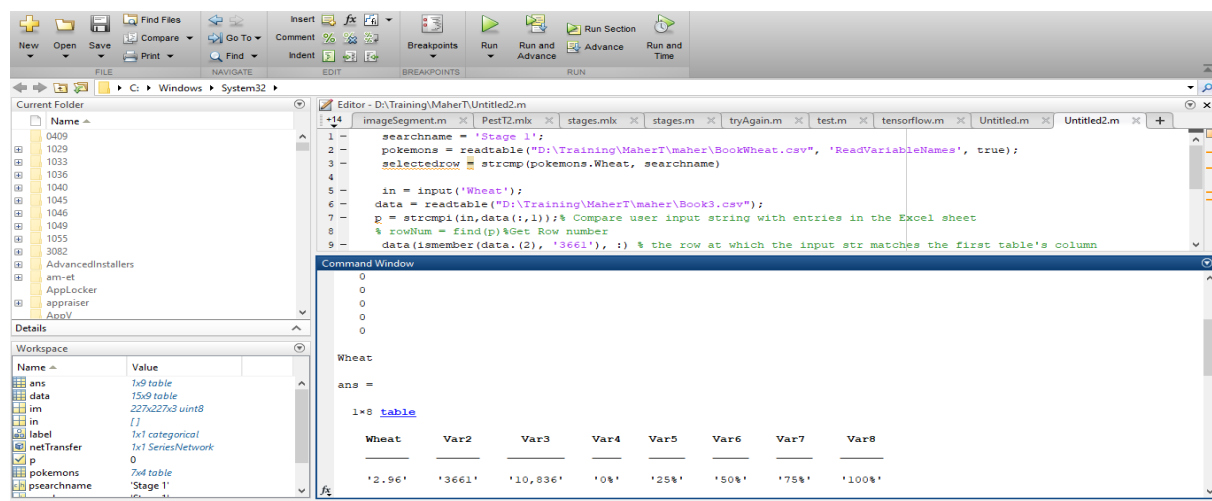 New
Open
Save
Find Files
Compare
Print
FILE
Go To
Find
NAVIGATE
Insert fx
Comment %
Indent
EDIT
Breakpoints
BREAKPOINTS
Run
Run and
Advance
Run Section
Advance
Run and
Time
RUN
C: Windows System32
Current Folder
Name
0409
1029
1033
1036
1040
1045
1046
1049
1055
3082
AdvancedInstallers
am-et
AppLocker
appraiser
AppV
Details
Workspace
Name Value
ans 1x9 table
data 15x9 table
im 227x227x3 uint8
in []
label 1x1 categorical
netTransfer 1x1 SeriesNetwork
p 0
pokemons 7x4 table
psearchname 'Stage 1'
Editor - D:\Training\MaherT\Untitled2.m
+14 imageSegment.m PestT2.mlx stages.mlx stages.m tryAgain.m test.m tensorflow.m Untitled.m Untitled2.m +
1 – searchname = 'Stage 1';
2 – pokemons = readtable("D:\Training\MaherT\maher\BookWheat.csv", 'ReadVariableNames', true);
3 – selectedrow = strcmp(pokemons.Wheat, searchname)
4
5 – in = input('Wheat');
6 – data = readtable("D:\Training\MaherT\maher\Book3.csv");
7 – p = strcmpi(in,data(:,1));% Compare user input string with entries in the Excel sheet
8 % rowNum = find(p)%Get Row number
9 – data(ismember(data.(2), '3661'), :) % the row at which the input str matches the first table's column
Command Window
0
0
0
0
0
Wheat
ans =
1×8 table
Wheat Var2 Var3 Var4 Var5 Var6 Var7 Var8
'2.96' '3661' '10,836' '0%' '25%' '50%' '75%' '100%'
fx